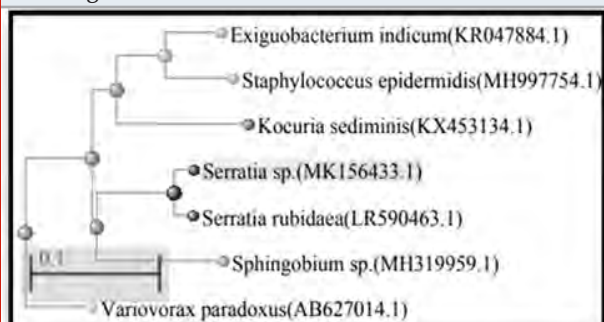 Exiguobacterium indicum(KR047884.1)
Staphylococcus epidermidis(MH997754.1)
Kocuria sediminis(KX453134.1)
Serratia sp.(MK156433.1)
Serratia rubidaea(LR590463.1)
0.1
Sphingobium sp.(MH319959.1)
Variovorax paradoxus(AB627014.1)